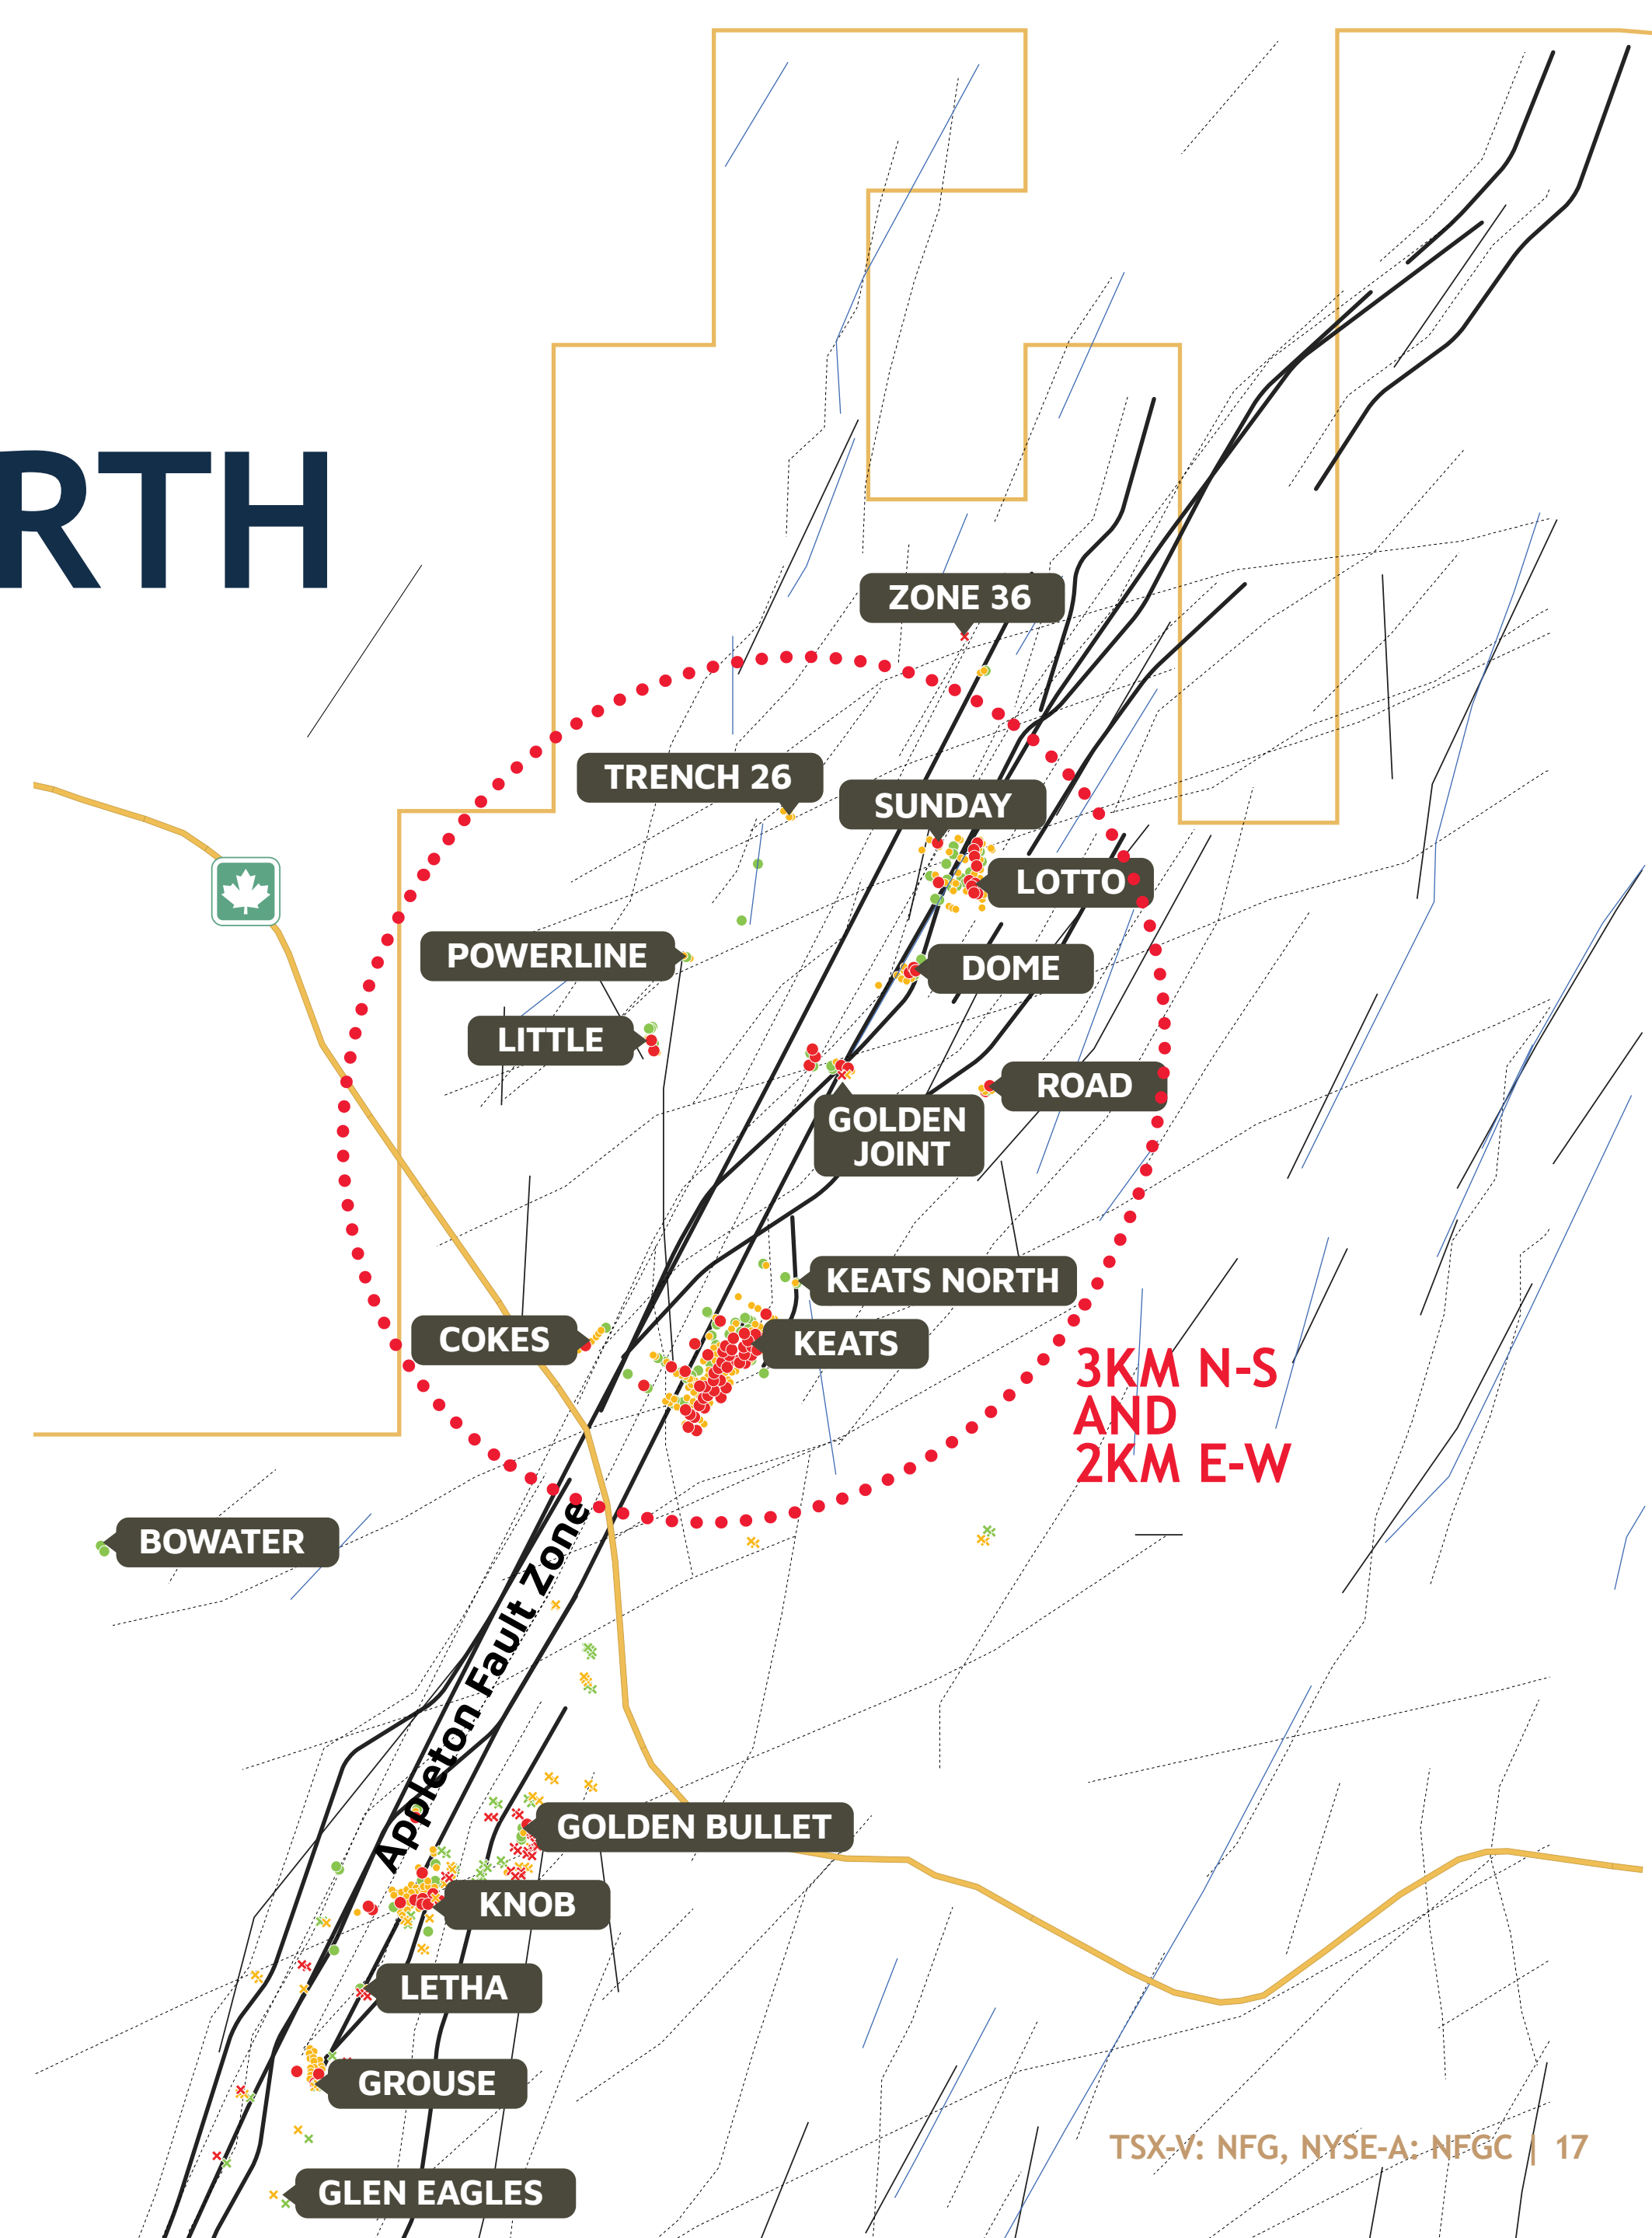 RTH
ZONE 36
TRENCH 26
SUNDAY
LOTTO
POWERLINE
DOME
LITTLE
ROAD
GOLDEN
JOINT
KEATS NORTH
COKES
KEATS
3KM N-S
AND
2KM E-W
BOWATER
Appleton Fault Zone
GOLDEN BULLET
KNOB
LETHA
GROUSE
TSX-V: NFG, NYSE-A: NFGC | 17
GLEN EAGLES